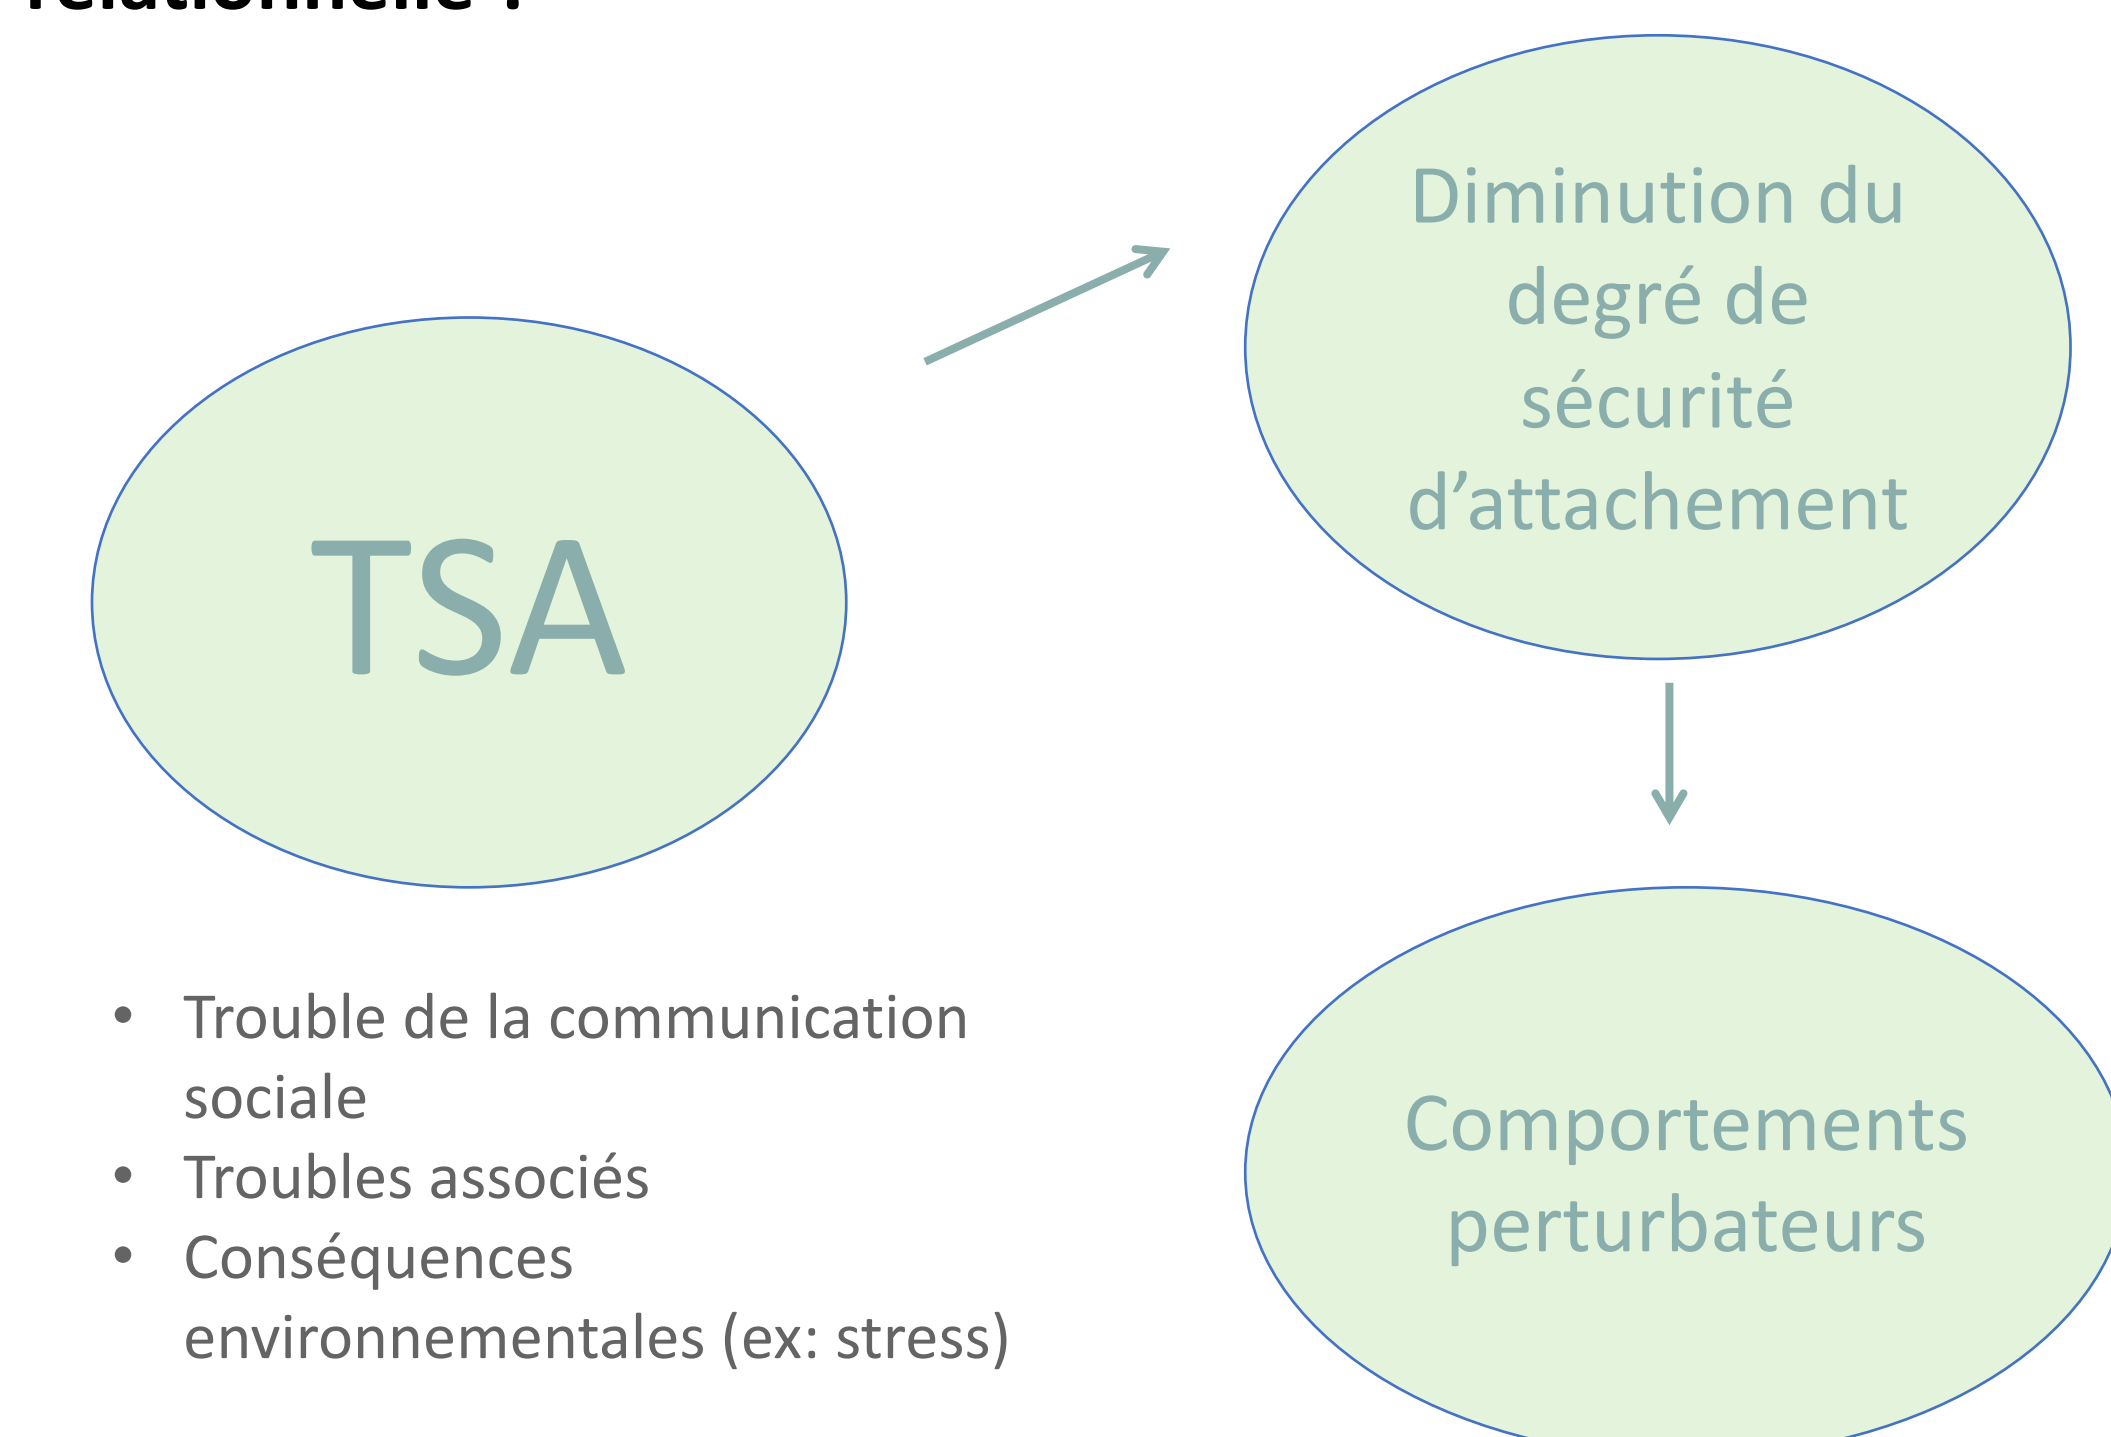 relationnelle ?
Diminution du
degré de
sécurité
d’attachement
TSA
• Trouble de la communication
sociale
• Troubles associés
• Conséquences
environnementales (ex: stress)
Comportements
perturbateurs